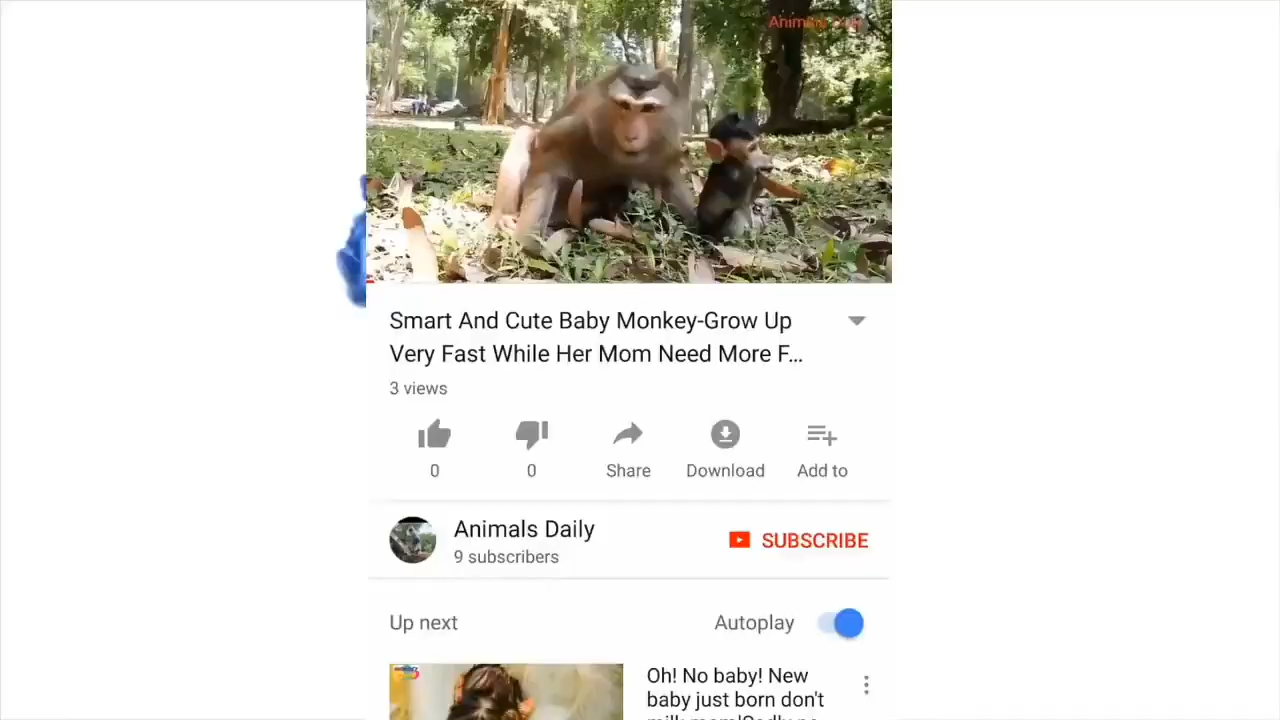 Animals Daily
Smart And Cute Baby Monkey-Grow Up
Very Fast While Her Mom Need More F...
3 views
0
0
Share
Download
Add to
Animals Daily
9 subscribers
SUBSCRIBE
Up next
Autoplay
Oh! No baby! New
baby just born don't